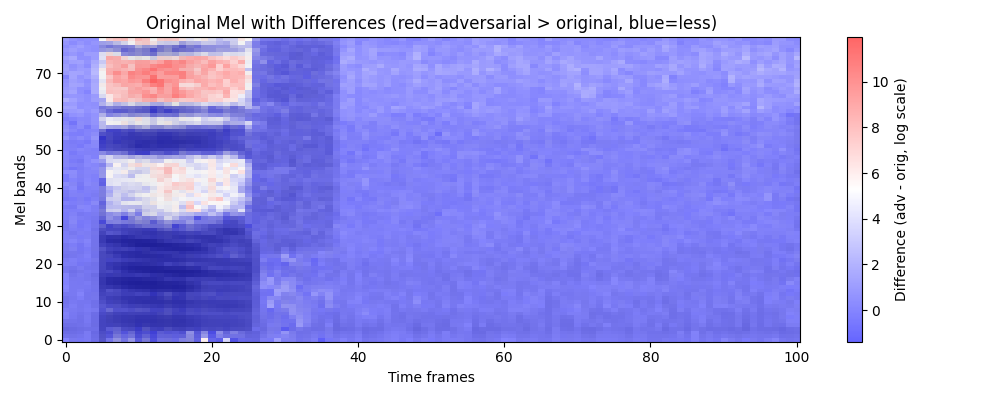 Original Mel with Differences (red=adversarial > original, blue=less)
Mel bands
70
60
50
40
30
20
10
0
0 20 40 60 80 100
Time frames
10
8
6
4
2
0
Difference (adv - orig, log scale)